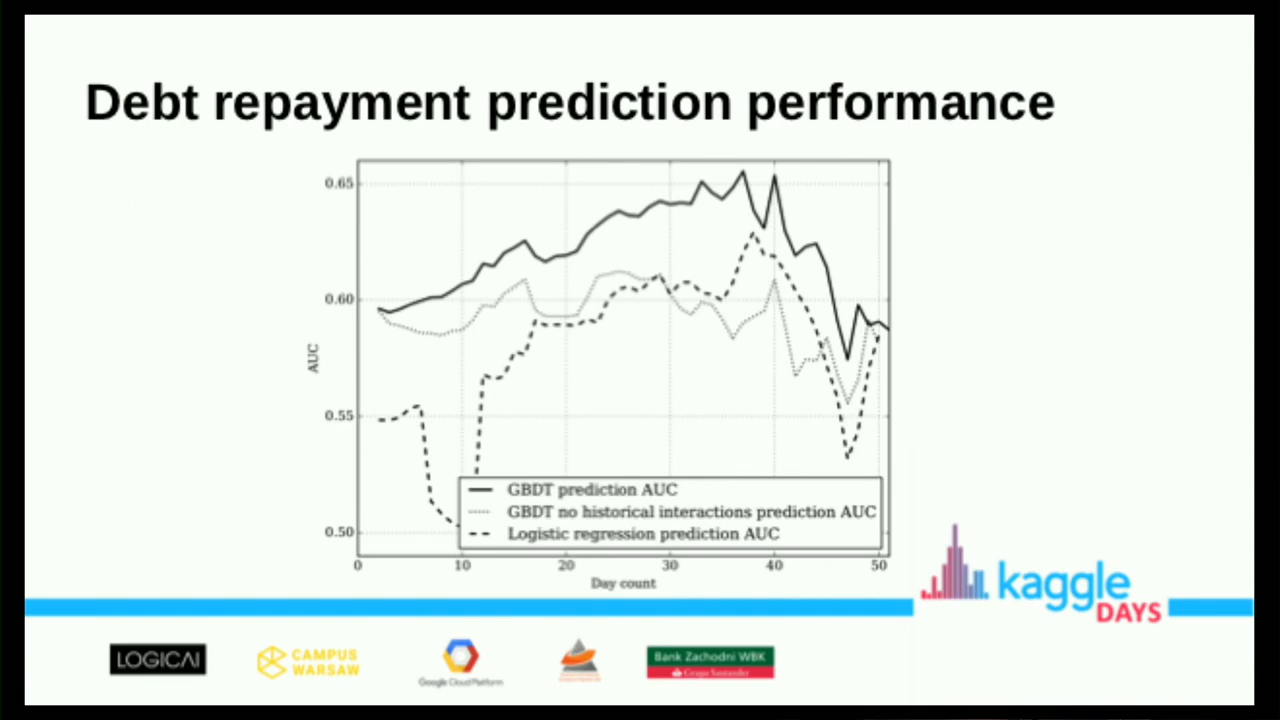 Debt repayment prediction performance
0.65
0.60
0.55
0.50
AUC
GBDT prediction AUC
GBDT no historical interactions prediction AUC
Logistic regression prediction AUC
0 10 20 30 40 50
Day count
kaggle
DAYS
LOGICAI
CAMPUS
WARSAW
Google Cloud Platform
Bank Zachodni WBK
Grupo Santander